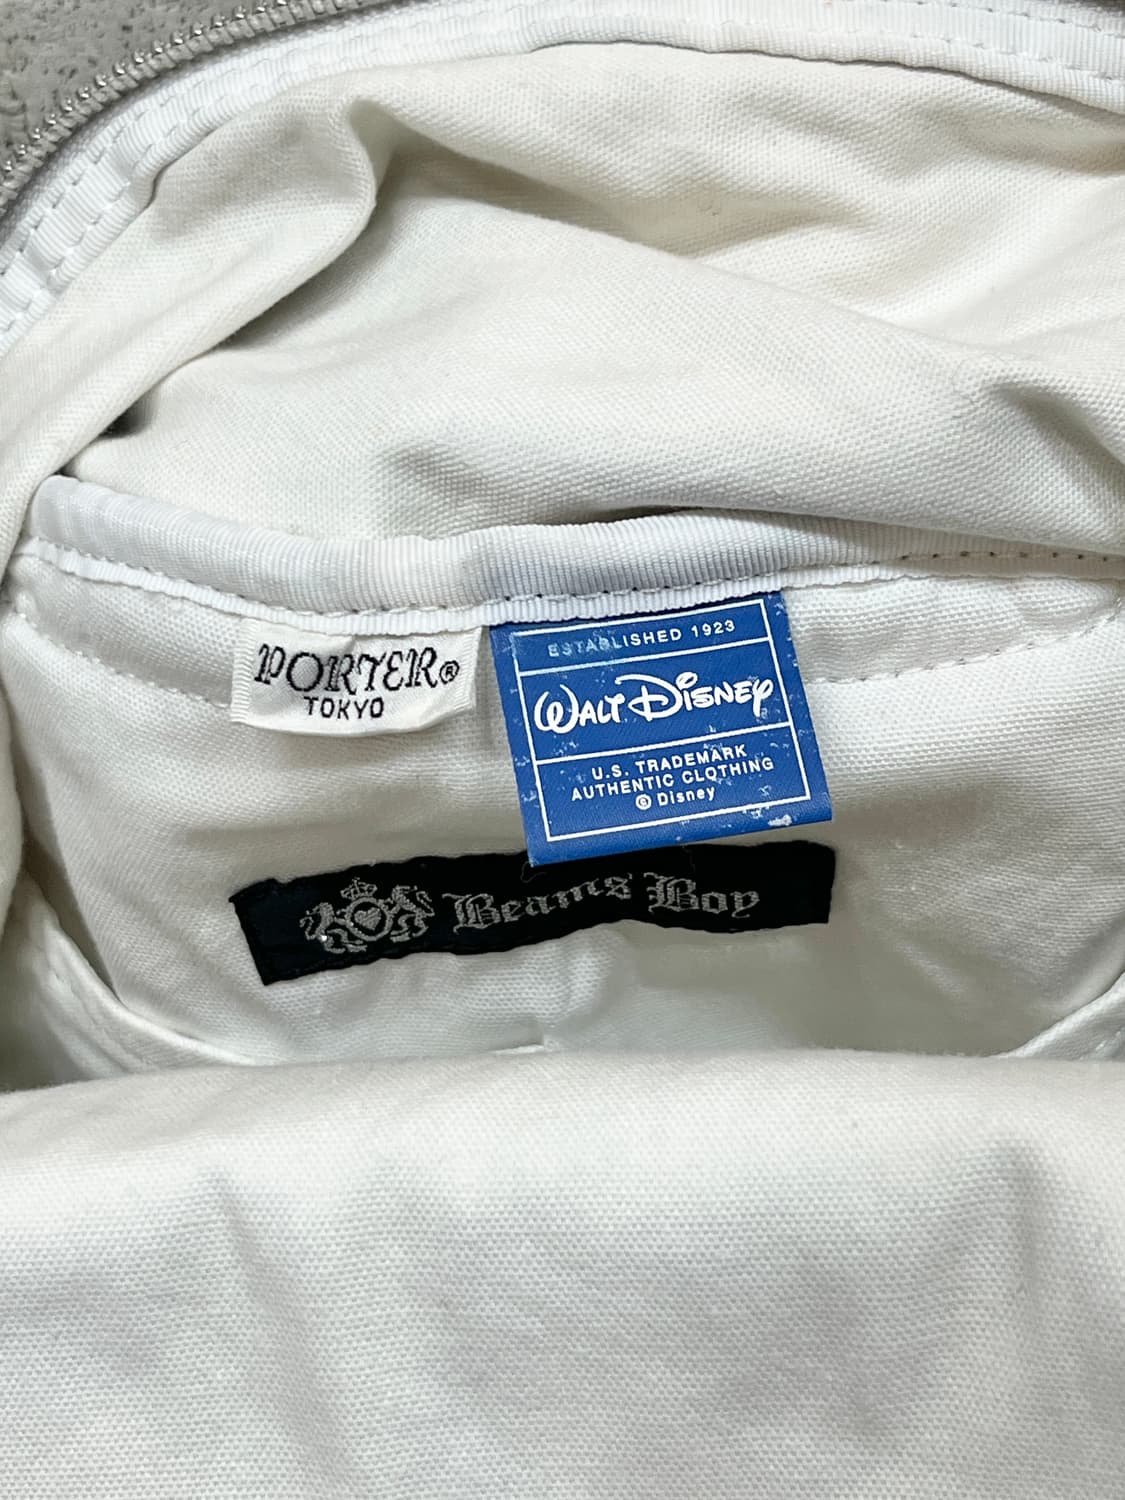 PORTER®
TOKYO
ESTABLISHED 1923
WALT DISNEY
U.S. TRADEMARK
AUTHENTIC CLOTHING
© Disney
Beams Boy